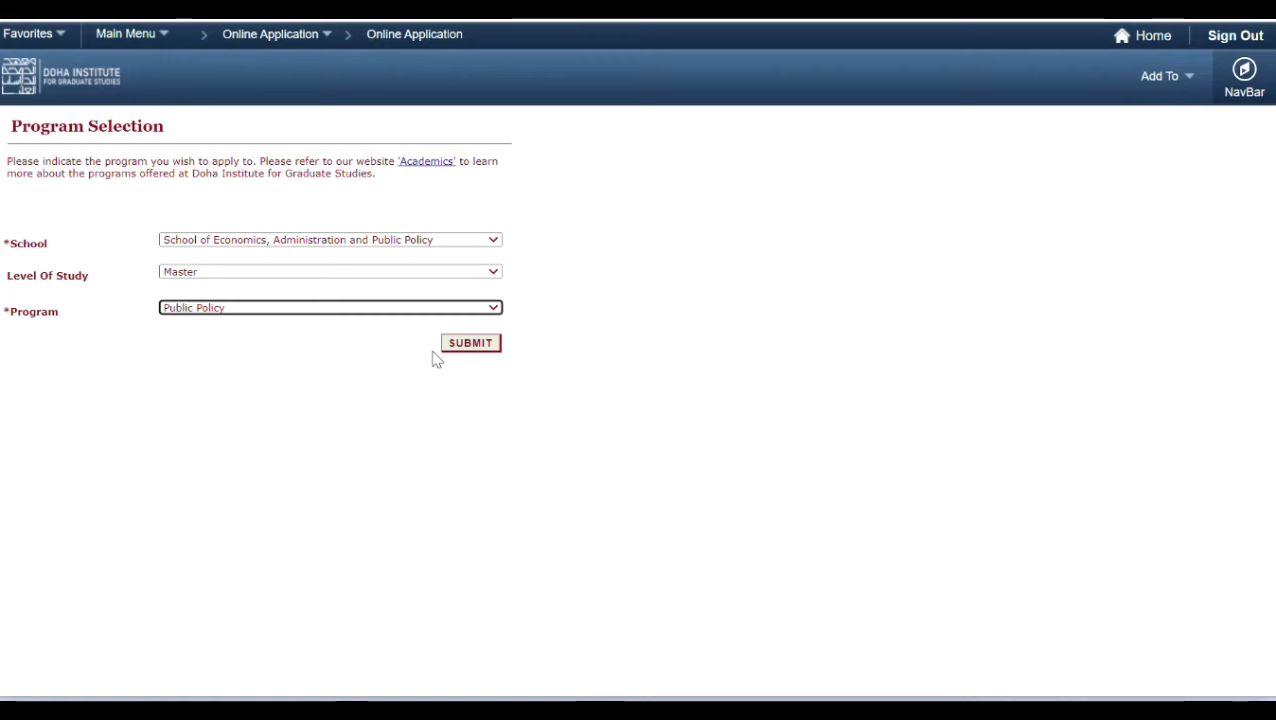 Favorites Main Menu > Online Application > Online Application Home Sign Out
DOHA INSTITUTE
FOR GRADUATE STUDIES
Add To
NavBar
Program Selection
Please indicate the program you wish to apply to. Please refer to our website 'Academics' to learn
more about the programs offered at Doha Institute for Graduate Studies.
*School School of Economics, Administration and Public Policy
Level Of Study Master
*Program Public Policy
SUBMIT